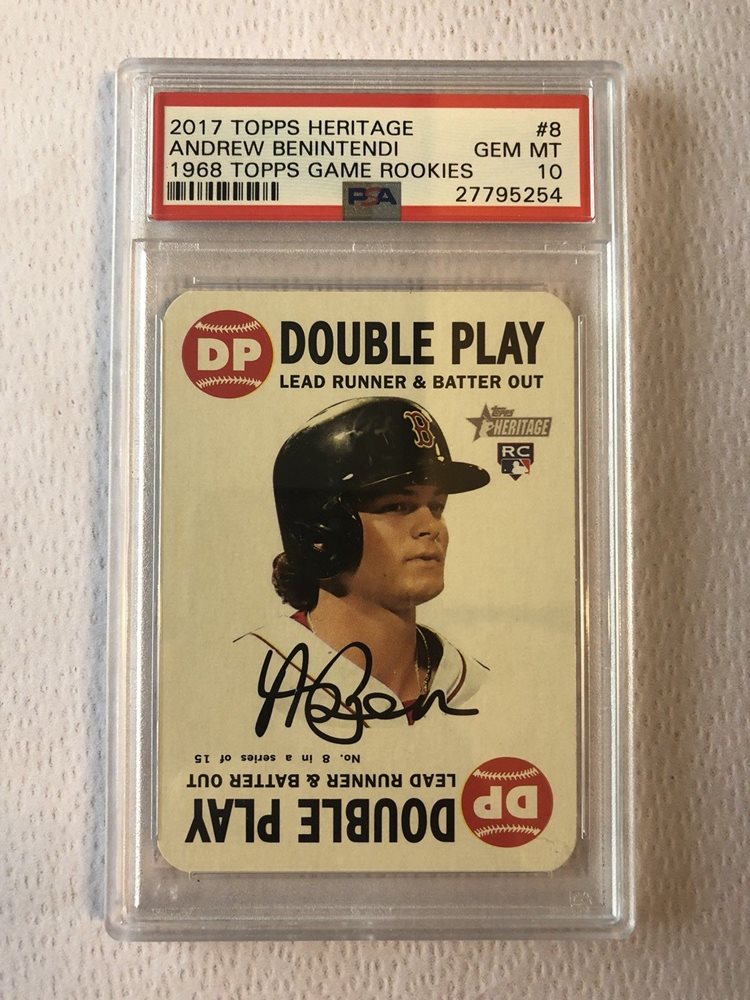 2017 TOPPS HERITAGE #8
ANDREW BENINTENDI GEM MT
1968 TOPPS GAME ROOKIES 10
PSA 27795254
DP DOUBLE PLAY
LEAD RUNNER & BATTER OUT
B
Topps
HERITAGE
RC
ABen
No. 8 in a series of 15
LEAD RUNNER & BATTER OUT
DOUBLE PLAY DP